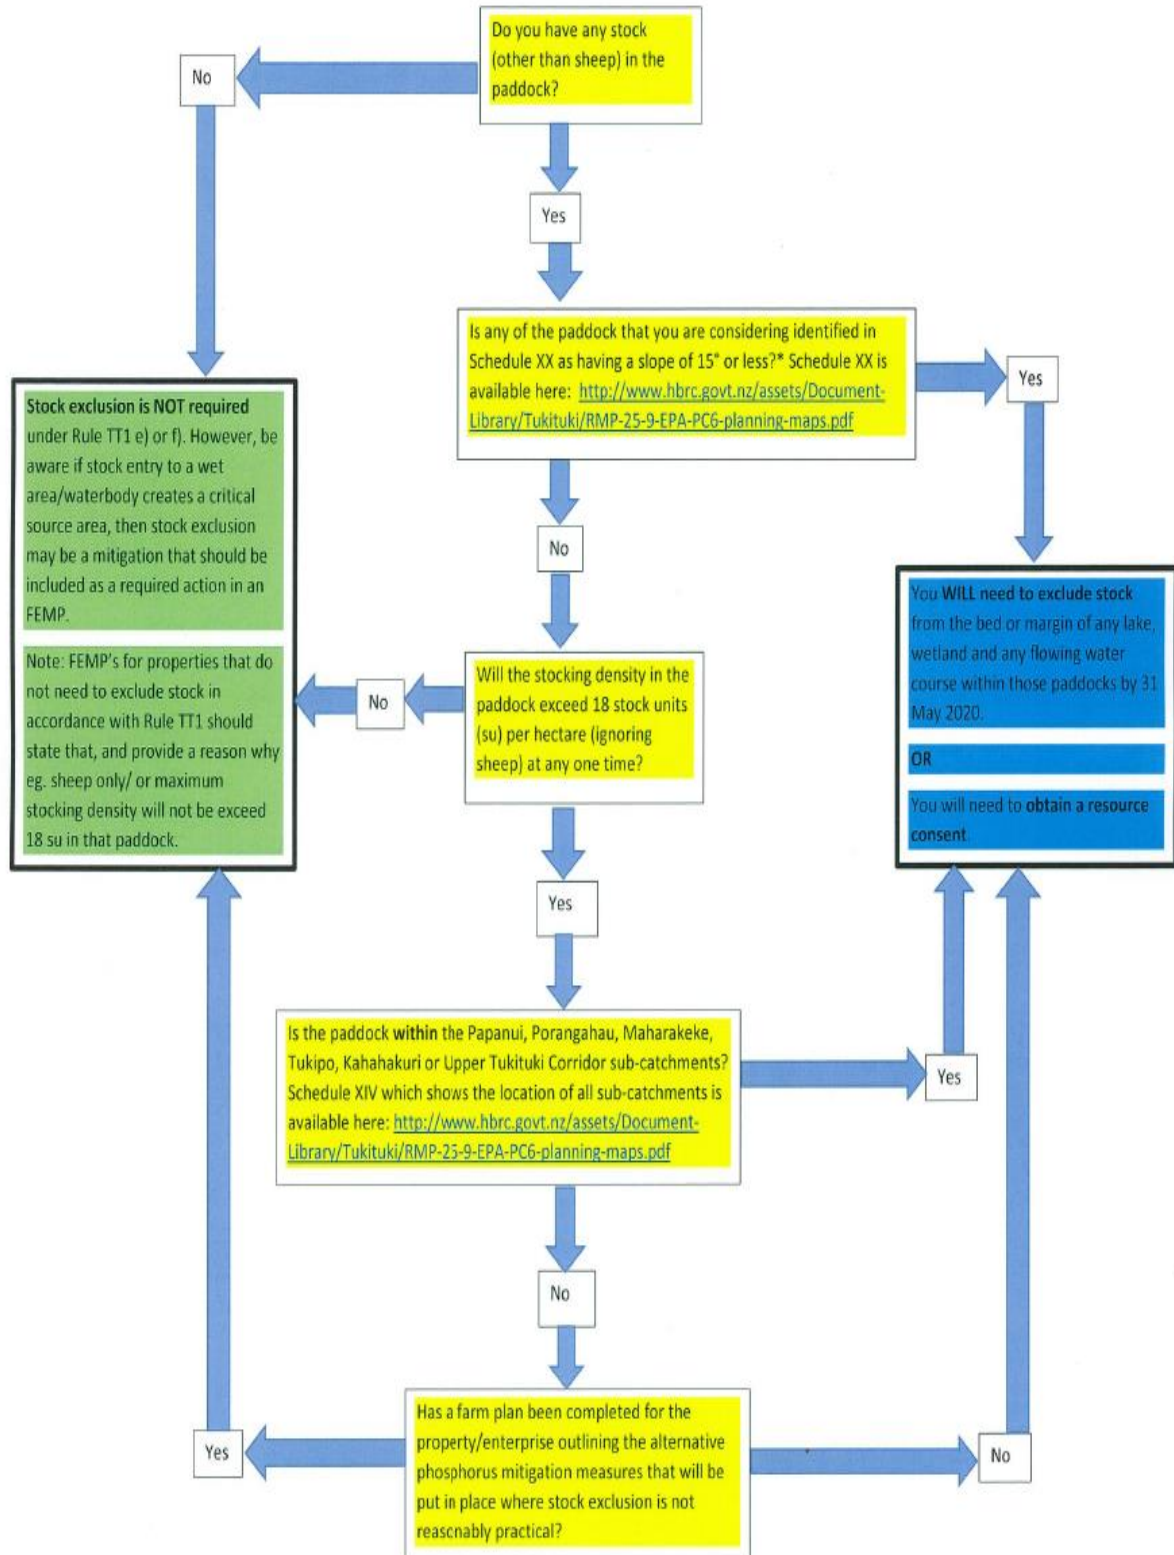 Do you have any stock
(other than sheep) in the
paddock?
No
Yes
Is any of the paddock that you are considering identified in
Schedule XX as having a slope of 15° or less?* Schedule XX is
available here: http://www.hbrc.govt.nz/assets/Document-
Library/Tukituki/RMP-25-9-EPA-PC6-planning-maps.pdf
Yes
Stock exclusion is NOT required
under Rule TT1 e) or f). However, be
aware if stock entry to a wet
area/waterbody creates a critical
source area, then stock exclusion
may be a mitigation that should be
included as a required action in an
FEMP.
Note: FEMP's for properties that do
not need to exclude stock in
accordance with Rule TT1 should
state that, and provide a reason why
eg. sheep only/ or maximum
stocking density will not be exceed
18 su in that paddock.
No
You WILL need to exclude stock
from the bed or margin of any lake,
wetland and any flowing water
course within those paddocks by 31
May 2020.
OR
You will need to obtain a resource
consent.
Will the stocking density in the
paddock exceed 18 stock units
(su) per hectare (ignoring
sheep) at any one time?
No
Yes
Is the paddock within the Papanui, Porangahau, Maharakeke,
Tukipo, Kahahakuri or Upper Tukituki Corridor sub-catchments?
Schedule XIV which shows the location of all sub-catchments is
available here: http://www.hbrc.govt.nz/assets/Document-
Library/Tukituki/RMP-25-9-EPA-PC6-planning-maps.pdf
Yes
No
Has a farm plan been completed for the
property/enterprise outlining the alternative
phosphorus mitigation measures that will be
put in place where stock exclusion is not
reasonably practical?
Yes
No